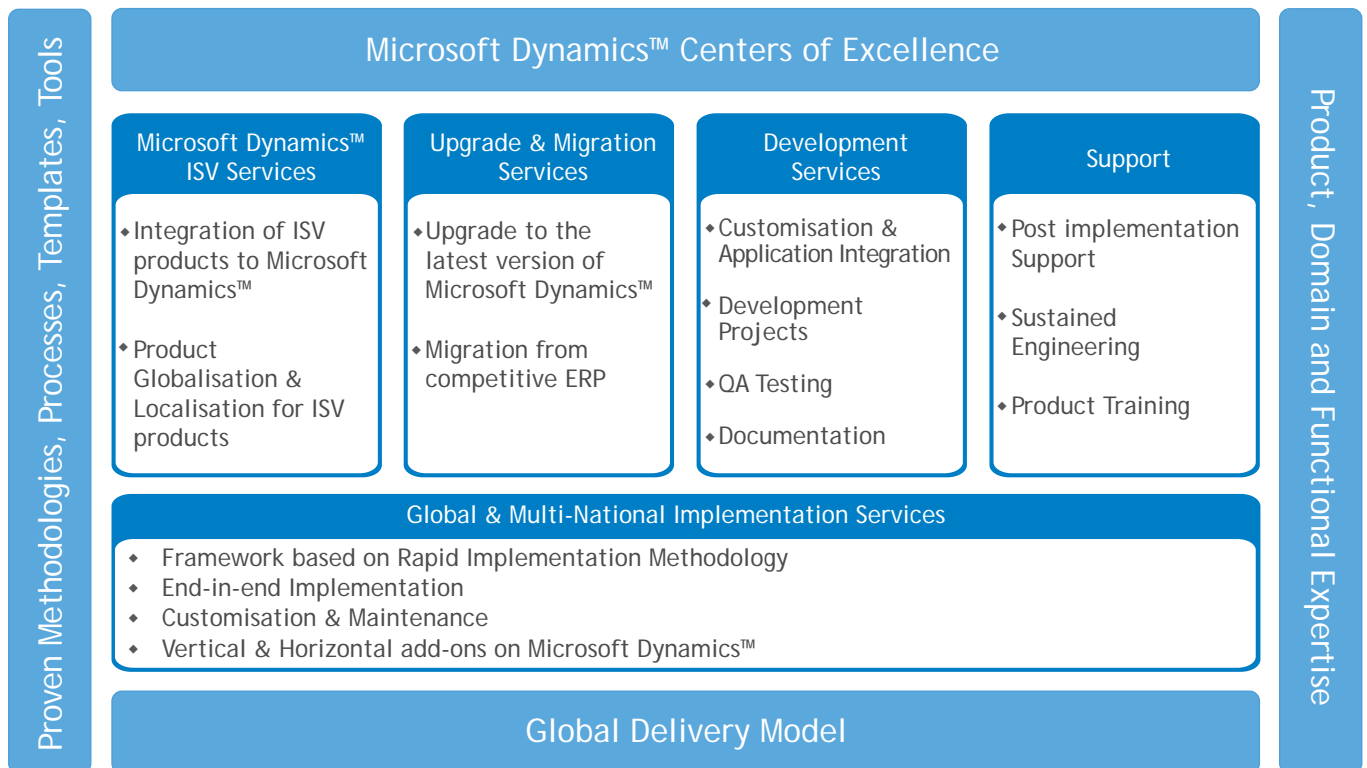 Proven Methodologies, Processes, Templates, Tools
Microsoft Dynamics™ Centers of Excellence
Microsoft Dynamics™
ISV Services
◆Integration of ISV
products to Microsoft
Dynamics™
◆Product
Globalisation &
Localisation for ISV
products
Upgrade & Migration
Services
◆Upgrade to the
latest version of
Microsoft Dynamics™
◆Migration from
competitive ERP
Development
Services
◆Customisation &
Application Integration
◆Development
Projects
◆QA Testing
◆Documentation
Support
◆Post implementation
Support
◆Sustained
Engineering
◆Product Training
Global & Multi-National Implementation Services
◆ Framework based on Rapid Implementation Methodology
◆ End-in-end Implementation
◆ Customisation & Maintenance
◆ Vertical & Horizontal add-ons on Microsoft Dynamics™
Global Delivery Model
Product, Domain and Functional Expertise